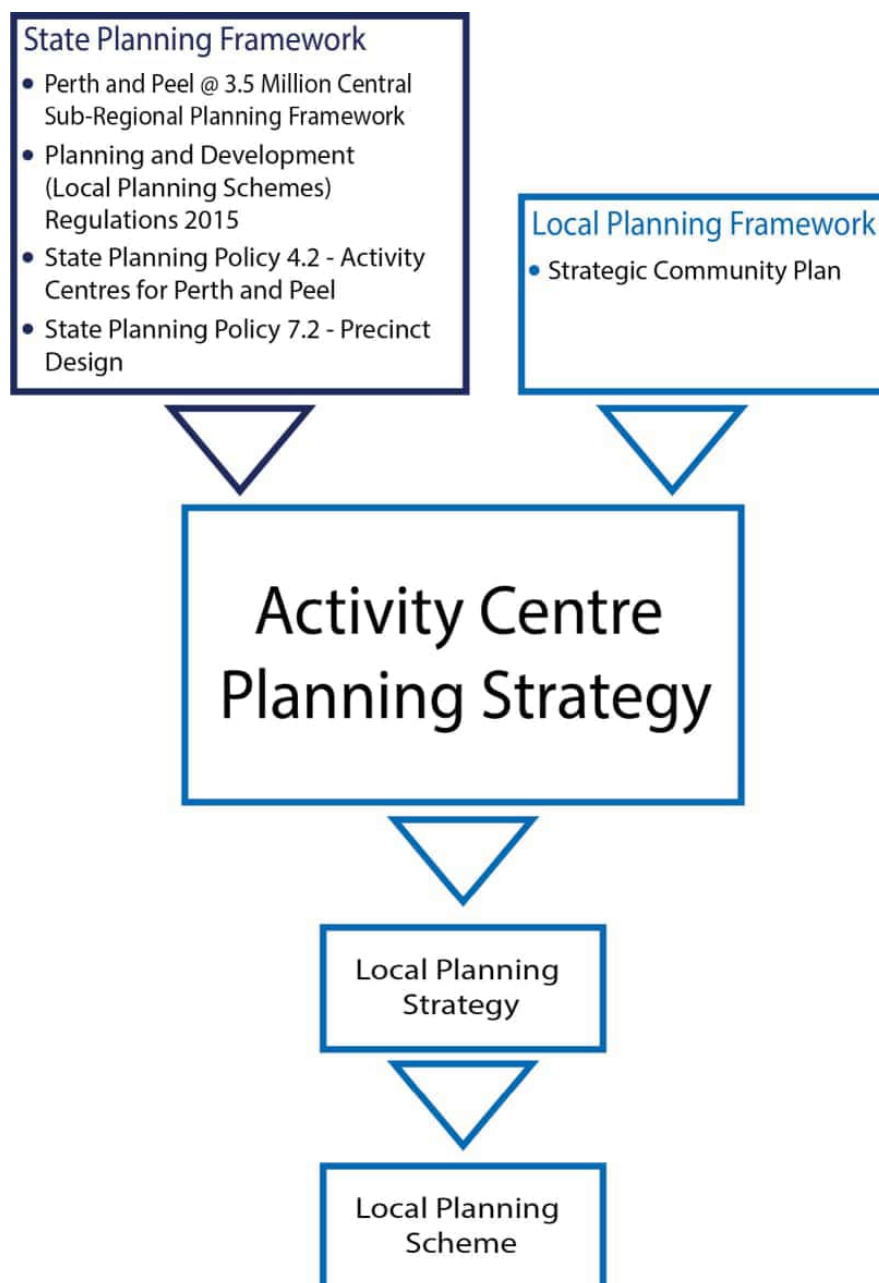 State Planning Framework
• Perth and Peel @ 3.5 Million Central
Sub-Regional Planning Framework
• Planning and Development
(Local Planning Schemes)
Regulations 2015
• State Planning Policy 4.2 - Activity
Centres for Perth and Peel
• State Planning Policy 7.2 - Precinct
Design
Local Planning Framework
• Strategic Community Plan
Activity Centre
Planning Strategy
Local Planning
Strategy
Local Planning
Scheme